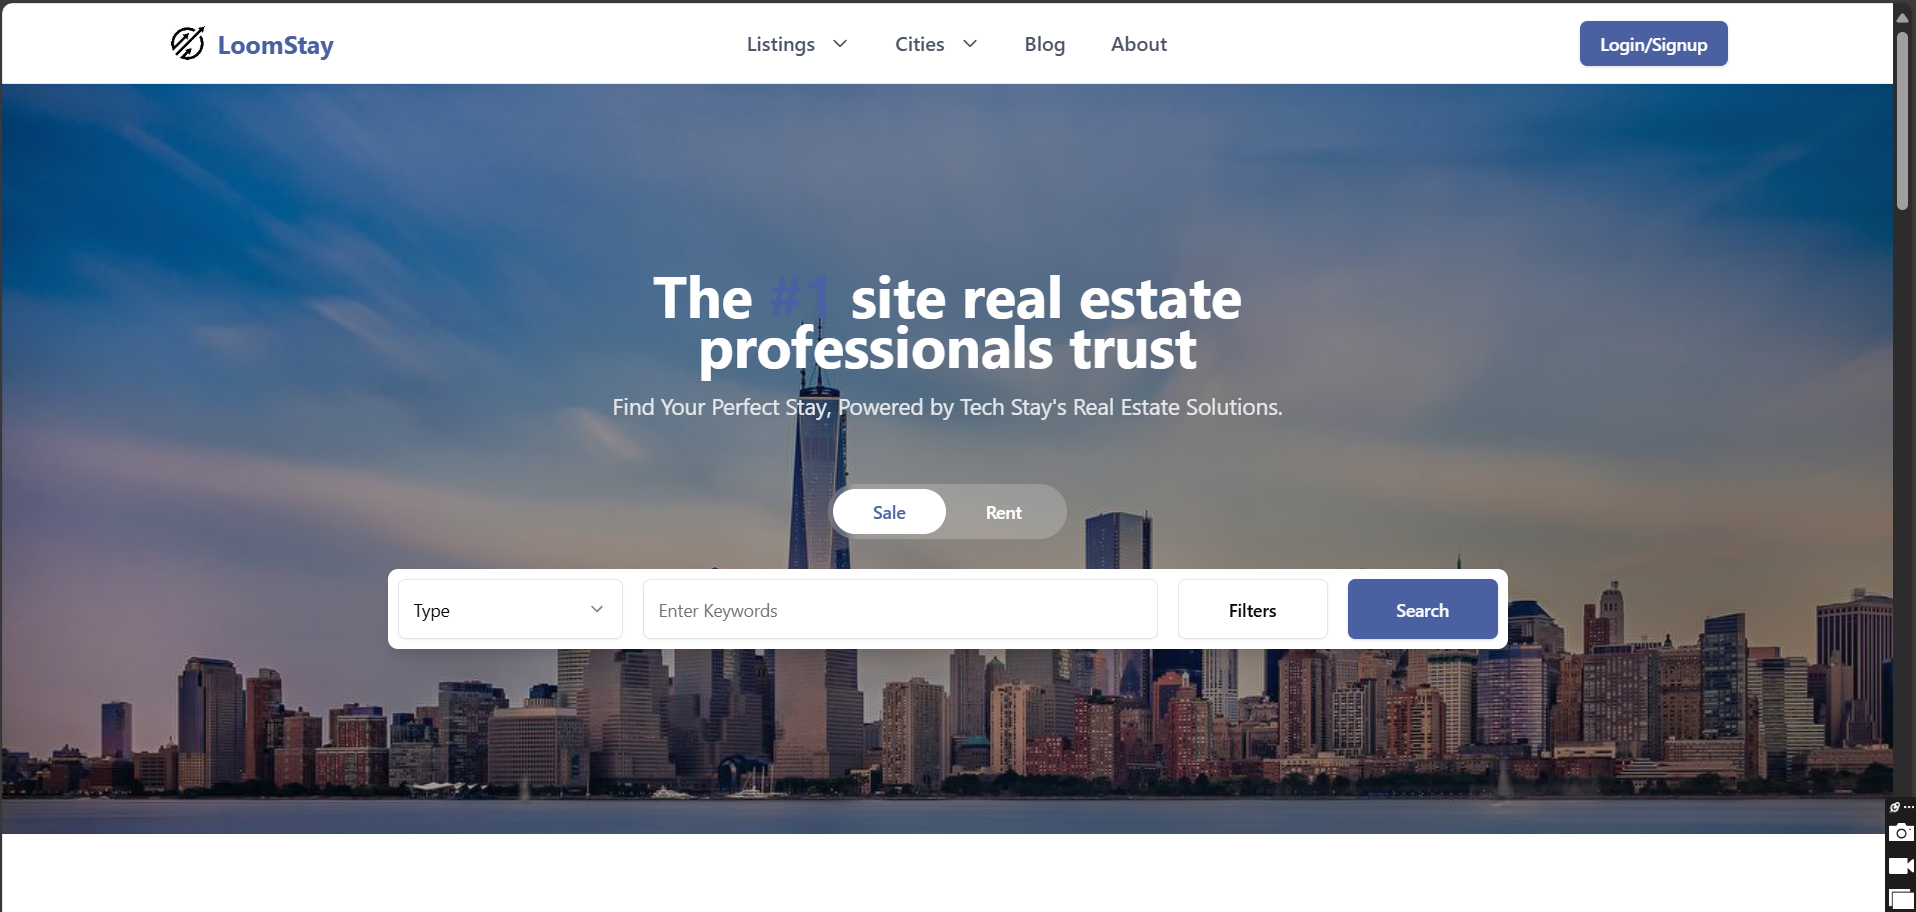 LoomStay
Listings
Cities
Blog
About
Login/Signup
The #1 site real estate
professionals trust
Find Your Perfect Stay, Powered by Tech Stay's Real Estate Solutions.
Sale
Rent
Type
Enter Keywords
Filters
Search